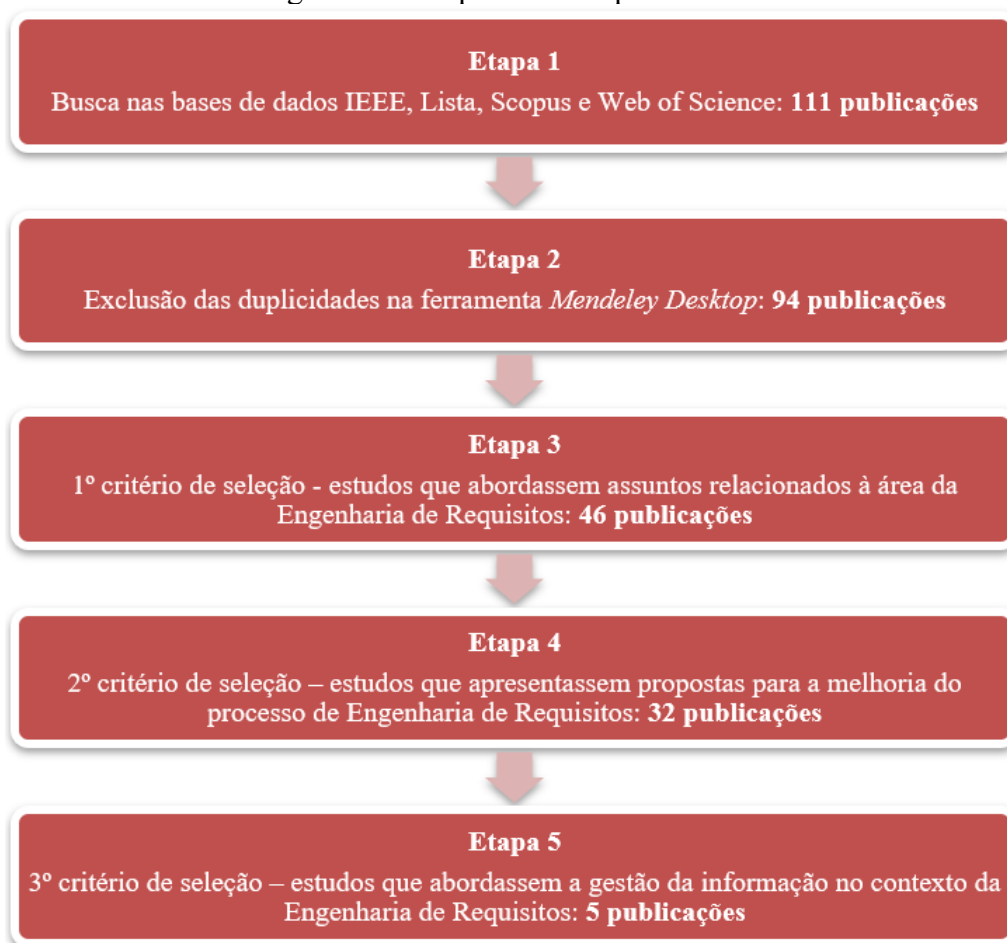 Etapa 1
Busca nas bases de dados IEEE, Lista, Scopus e Web of Science: 111 publicações
Etapa 2
Exclusão das duplicidades na ferramenta Mendeley Desktop: 94 publicações
Etapa 3
1º critério de seleção - estudos que abordassem assuntos relacionados à área da
Engenharia de Requisitos: 46 publicações
Etapa 4
2º critério de seleção – estudos que apresentassem propostas para a melhoria do
processo de Engenharia de Requisitos: 32 publicações
Etapa 5
3º critério de seleção – estudos que abordassem a gestão da informação no contexto da
Engenharia de Requisitos: 5 publicações